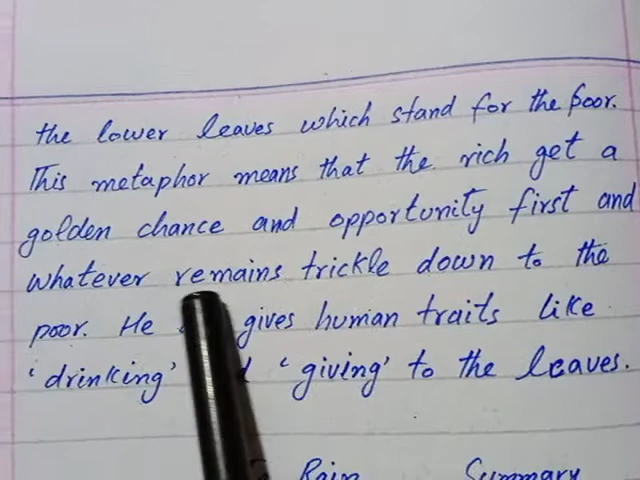 the lower leaves which stand for the poor.
This metaphor means that the rich get a
golden chance and opportunity first and
whatever remains trickle down to the
poor. He gives human traits like
'drinking' 'giving' to the leaves.
Rain Summary